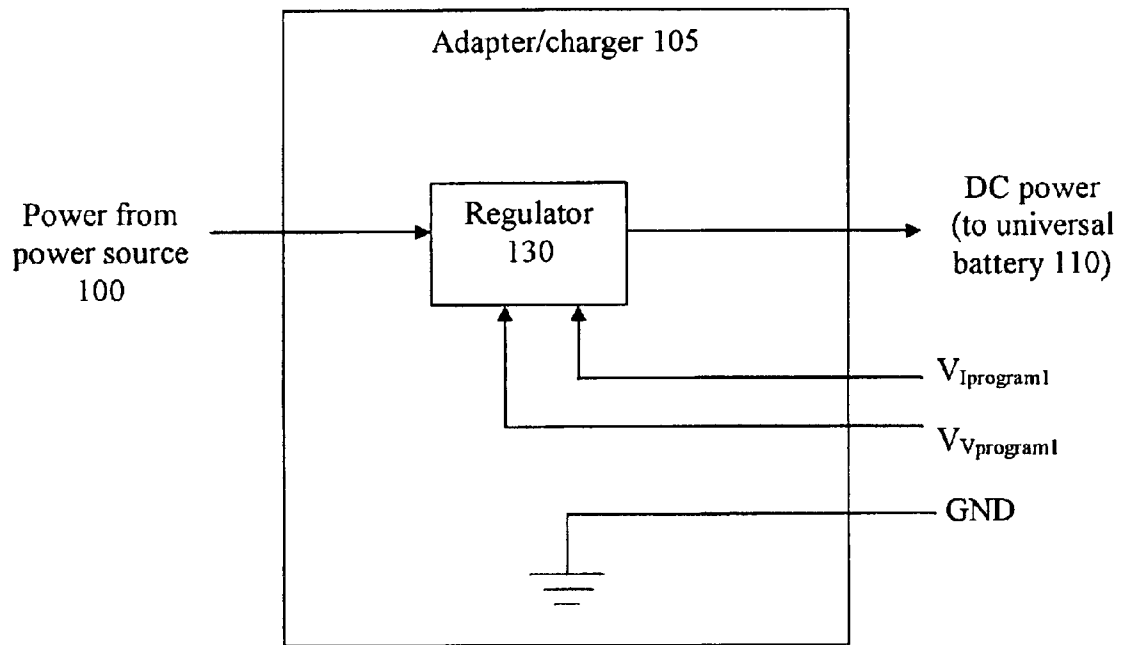 Adapter/charger 105
Power from
power source
100
Regulator
130
DC power
(to universal
battery 110)
VIprogram1
VVprogram1
GND